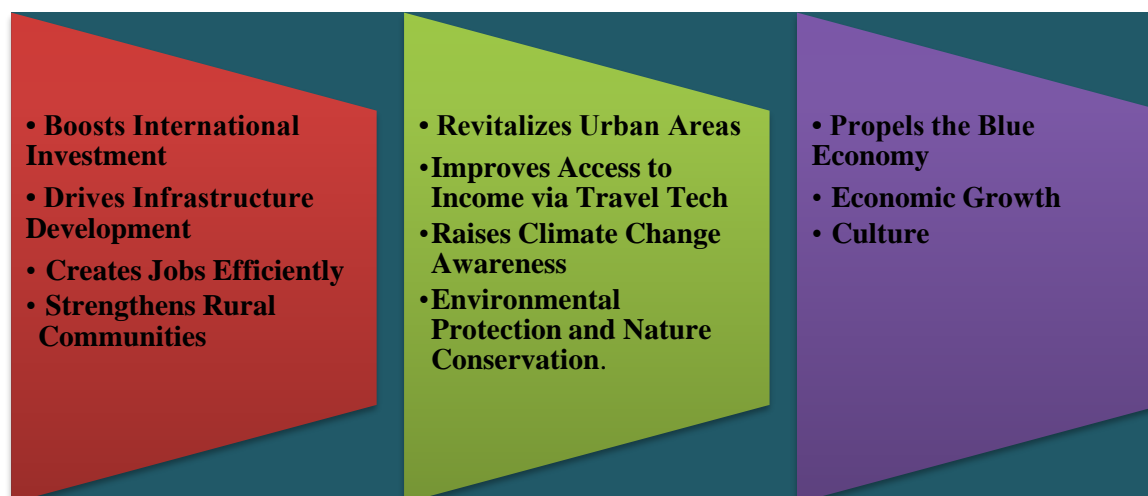 • Boosts International
Investment
• Drives Infrastructure
Development
• Creates Jobs Efficiently
• Strengthens Rural
Communities
• Revitalizes Urban Areas
•Improves Access to
Income via Travel Tech
•Raises Climate Change
Awareness
•Environmental
Protection and Nature
Conservation.
• Propels the Blue
Economy
• Economic Growth
• Culture